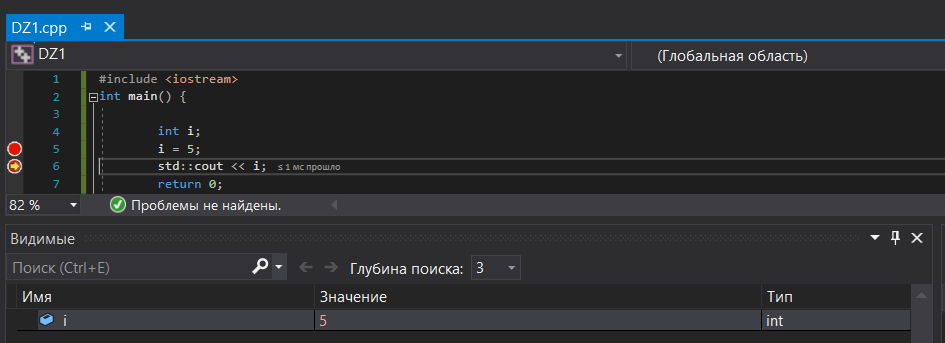 DZ1.cpp
DZ1 (Глобальная область)
1 #include <iostream>
2 int main() {
3
4 int i;
5 i = 5;
6 std::cout << i; ≤ 1 мс прошло
7 return 0;
82 % Проблемы не найдены.
Видимые
Поиск (Ctrl+E) Глубина поиска: 3
Имя Значение Тип
i 5 int